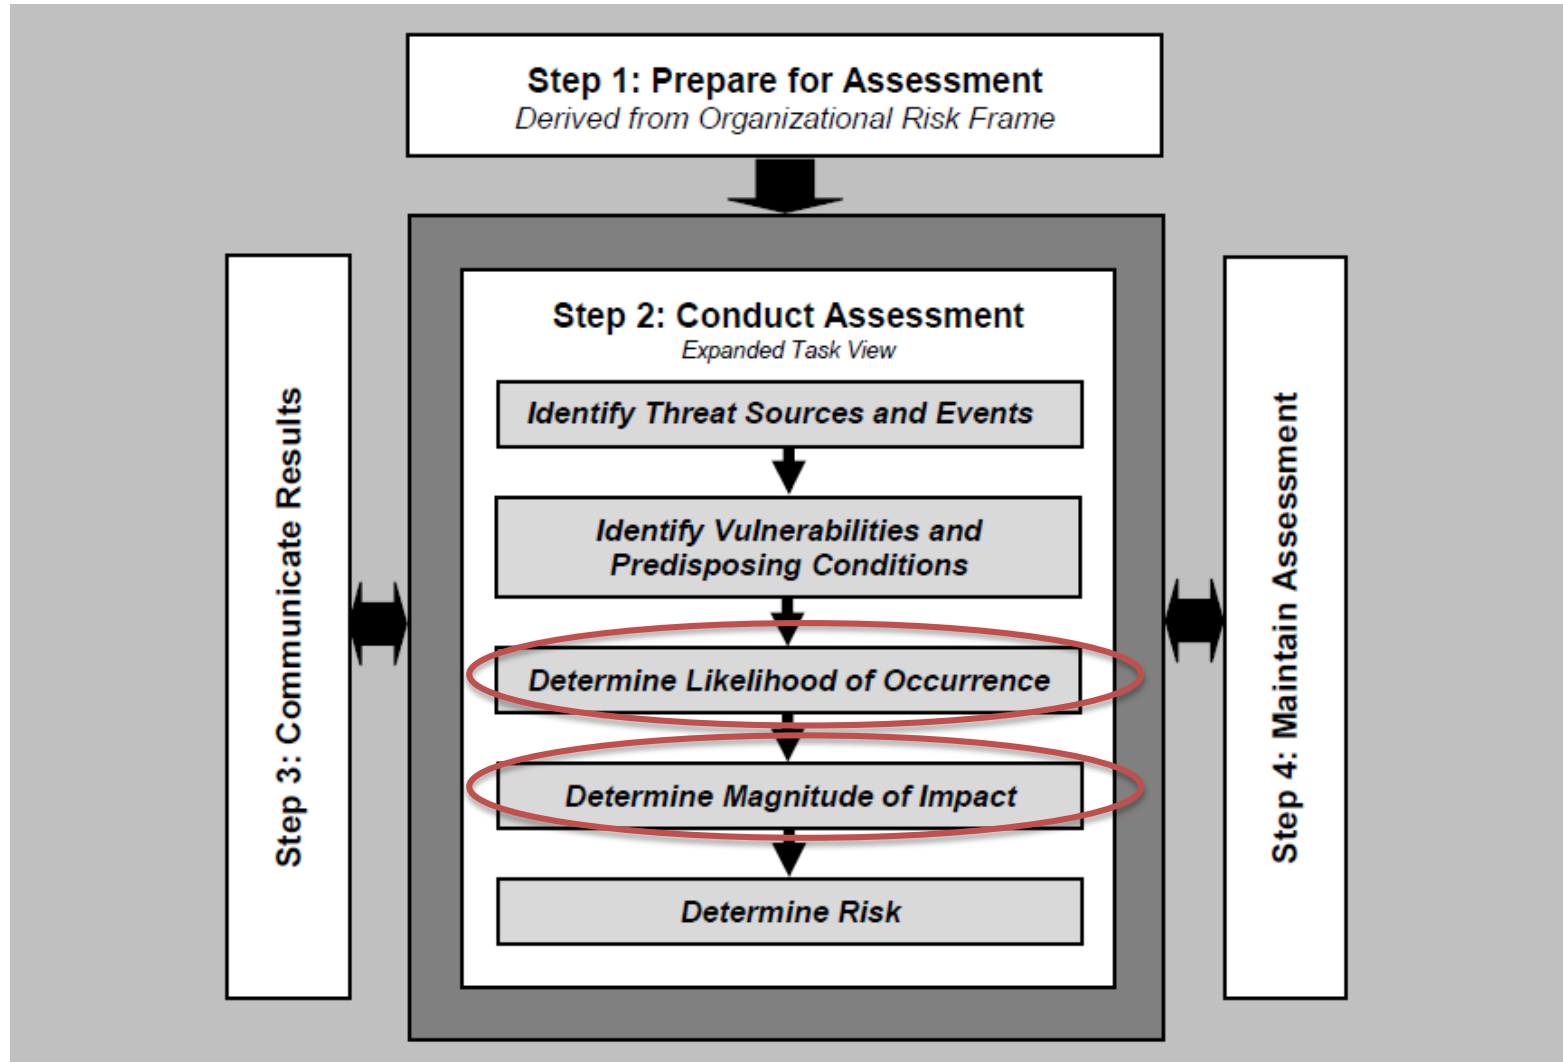 Step 1: Prepare for Assessment
Derived from Organizational Risk Frame
Step 2: Conduct Assessment
Expanded Task View
Identify Threat Sources and Events
Identify Vulnerabilities and
Predisposing Conditions
Determine Likelihood of Occurrence
Determine Magnitude of Impact
Determine Risk
Step 3: Communicate Results
Step 4: Maintain Assessment